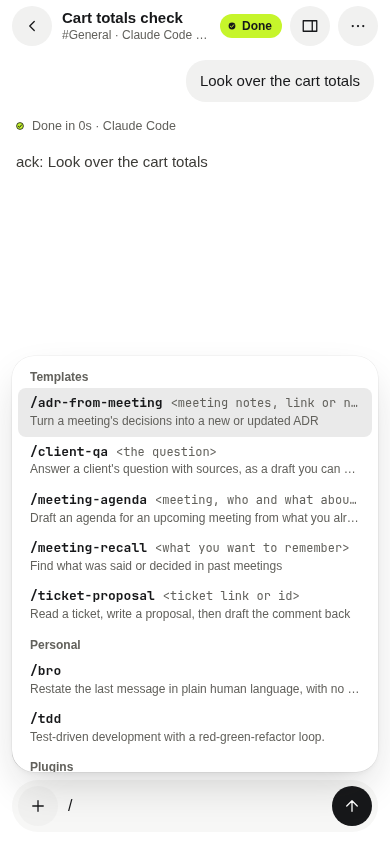 Cart totals check
#General · Claude Code ...
Done
Look over the cart totals
Done in 0s · Claude Code
ack: Look over the cart totals
Templates
/adr-from-meeting <meeting notes, link or n…
Turn a meeting's decisions into a new or updated ADR
/client-qa <the question>
Answer a client's question with sources, as a draft you can …
/meeting-agenda <meeting, who and what abou…
Draft an agenda for an upcoming meeting from what you alr…
/meeting-recall <what you want to remember>
Find what was said or decided in past meetings
/ticket-proposal <ticket link or id>
Read a ticket, write a proposal, then draft the comment back
Personal
/bro
Restate the last message in plain human language, with no …
/tdd
Test-driven development with a red-green-refactor loop.
Plugins
/